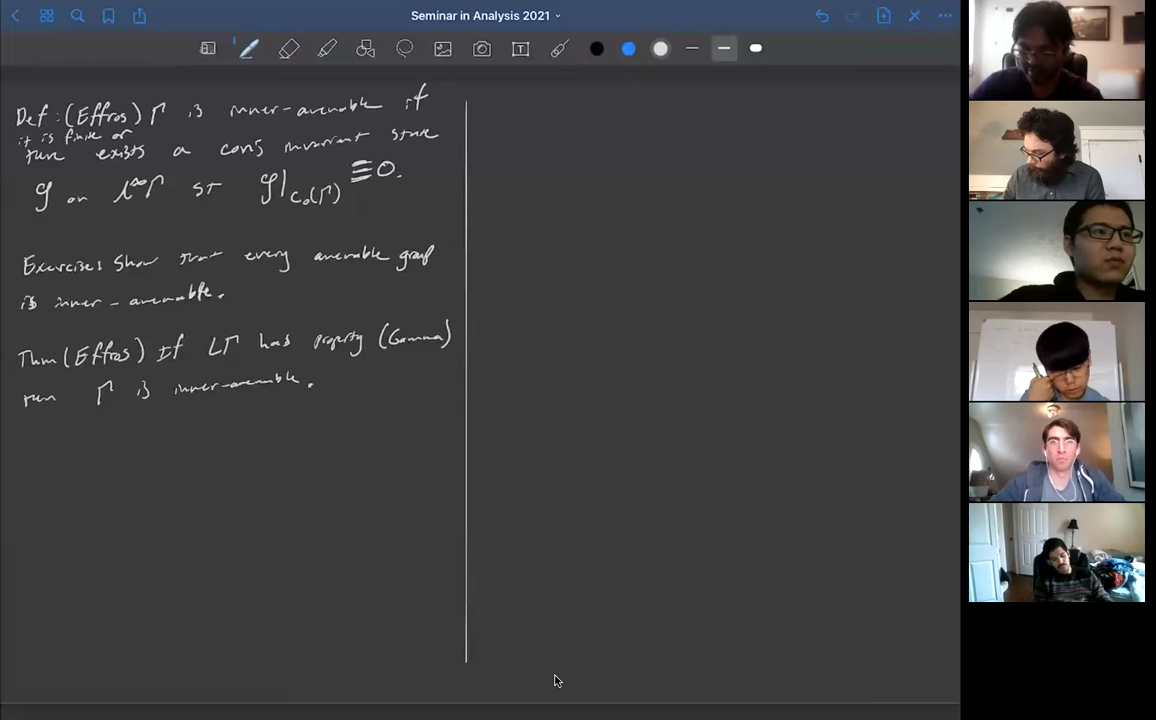 Seminar in Analysis 2021
Def: (Effros) Γ is inner-amenable if
it is finite or
there exists a conj invariant state
φ on ℓ^∞Γ st φ|_{C₀(Γ)} ≡ 0.
Exercise: Show that every amenable group
is inner-amenable.
Thm (Effros) If LΓ has property (Gamma)
then Γ is inner-amenable.